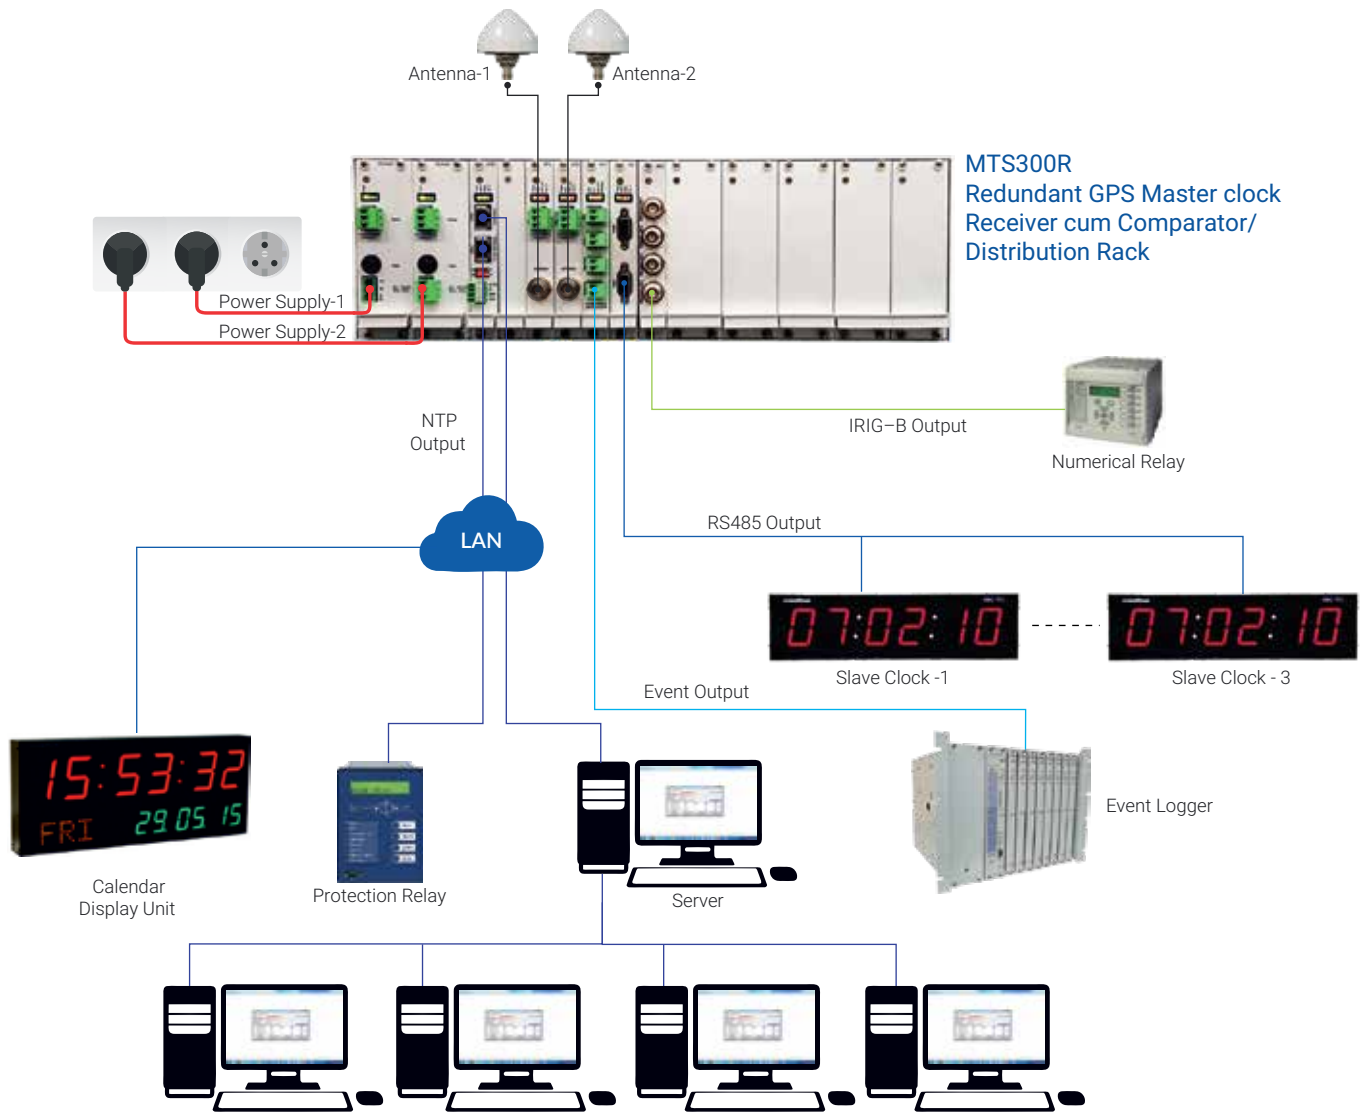 Antenna-1
Antenna-2
MTS300R
Redundant GPS Master clock
Receiver cum Comparator/
Distribution Rack
Power Supply-1
Power Supply-2
NTP
Output
IRIG–B Output
Numerical Relay
RS485 Output
LAN
07:02:10
07:02:10
Slave Clock -1
Slave Clock - 3
Event Output
15:53:32
FRI 29.05.15
Event Logger
Calendar
Display Unit
Protection Relay
Server